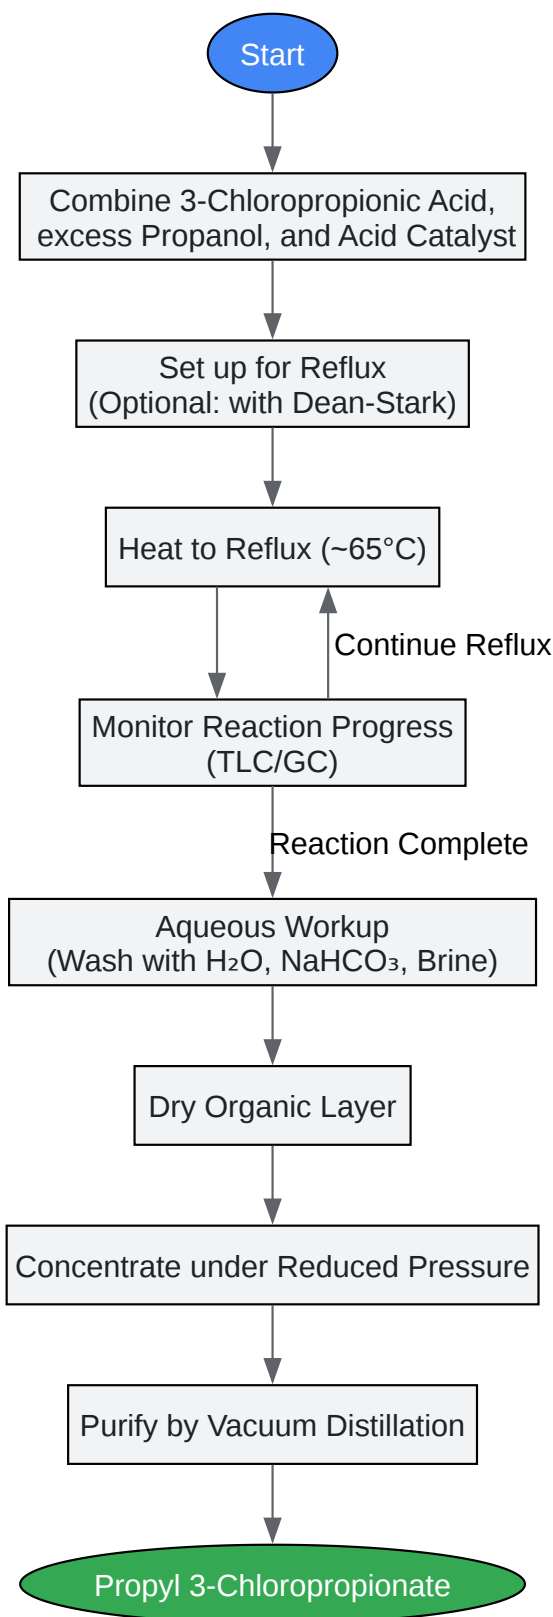 Start
Combine 3-Chloropropionic Acid,
excess Propanol, and Acid Catalyst
Set up for Reflux
(Optional: with Dean-Stark)
Heat to Reflux (~65°C)
Continue Reflux
Monitor Reaction Progress
(TLC/GC)
Reaction Complete
Aqueous Workup
(Wash with H₂O, NaHCO₃, Brine)
Dry Organic Layer
Concentrate under Reduced Pressure
Purify by Vacuum Distillation
Propyl 3-Chloropropionate